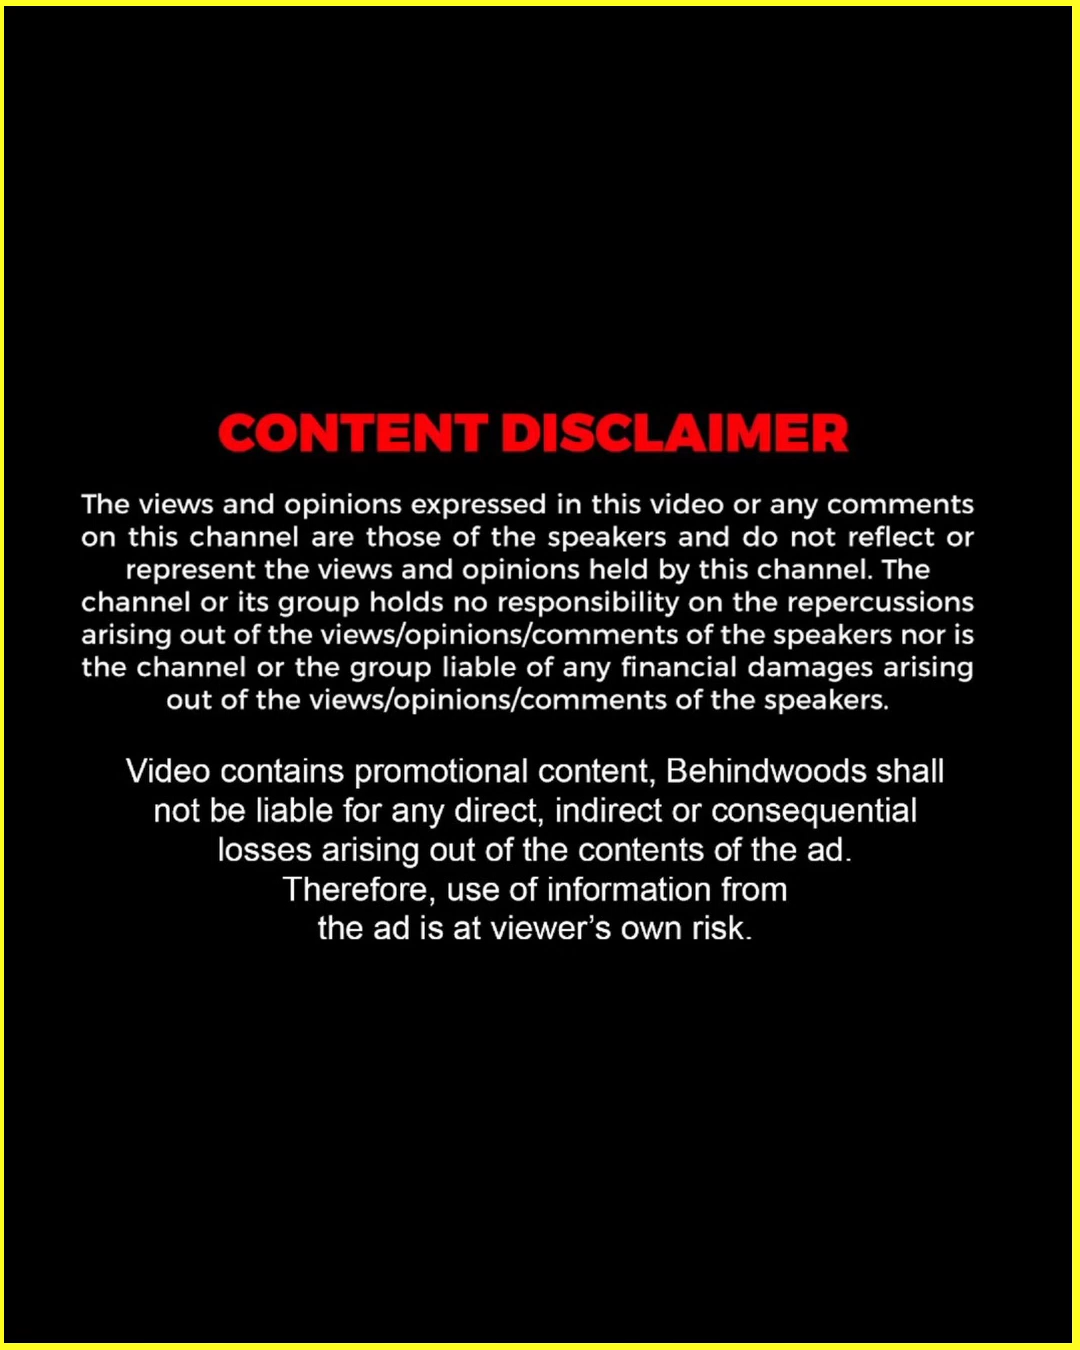 CONTENT DISCLAIMER
The views and opinions expressed in this video or any comments
on this channel are those of the speakers and do not reflect or
represent the views and opinions held by this channel. The
channel or its group holds no responsibility on the repercussions
arising out of the views/opinions/comments of the speakers nor is
the channel or the group liable of any financial damages arising
out of the views/opinions/comments of the speakers.
Video contains promotional content, Behindwoods shall
not be liable for any direct, indirect or consequential
losses arising out of the contents of the ad.
Therefore, use of information from
the ad is at viewer’s own risk.